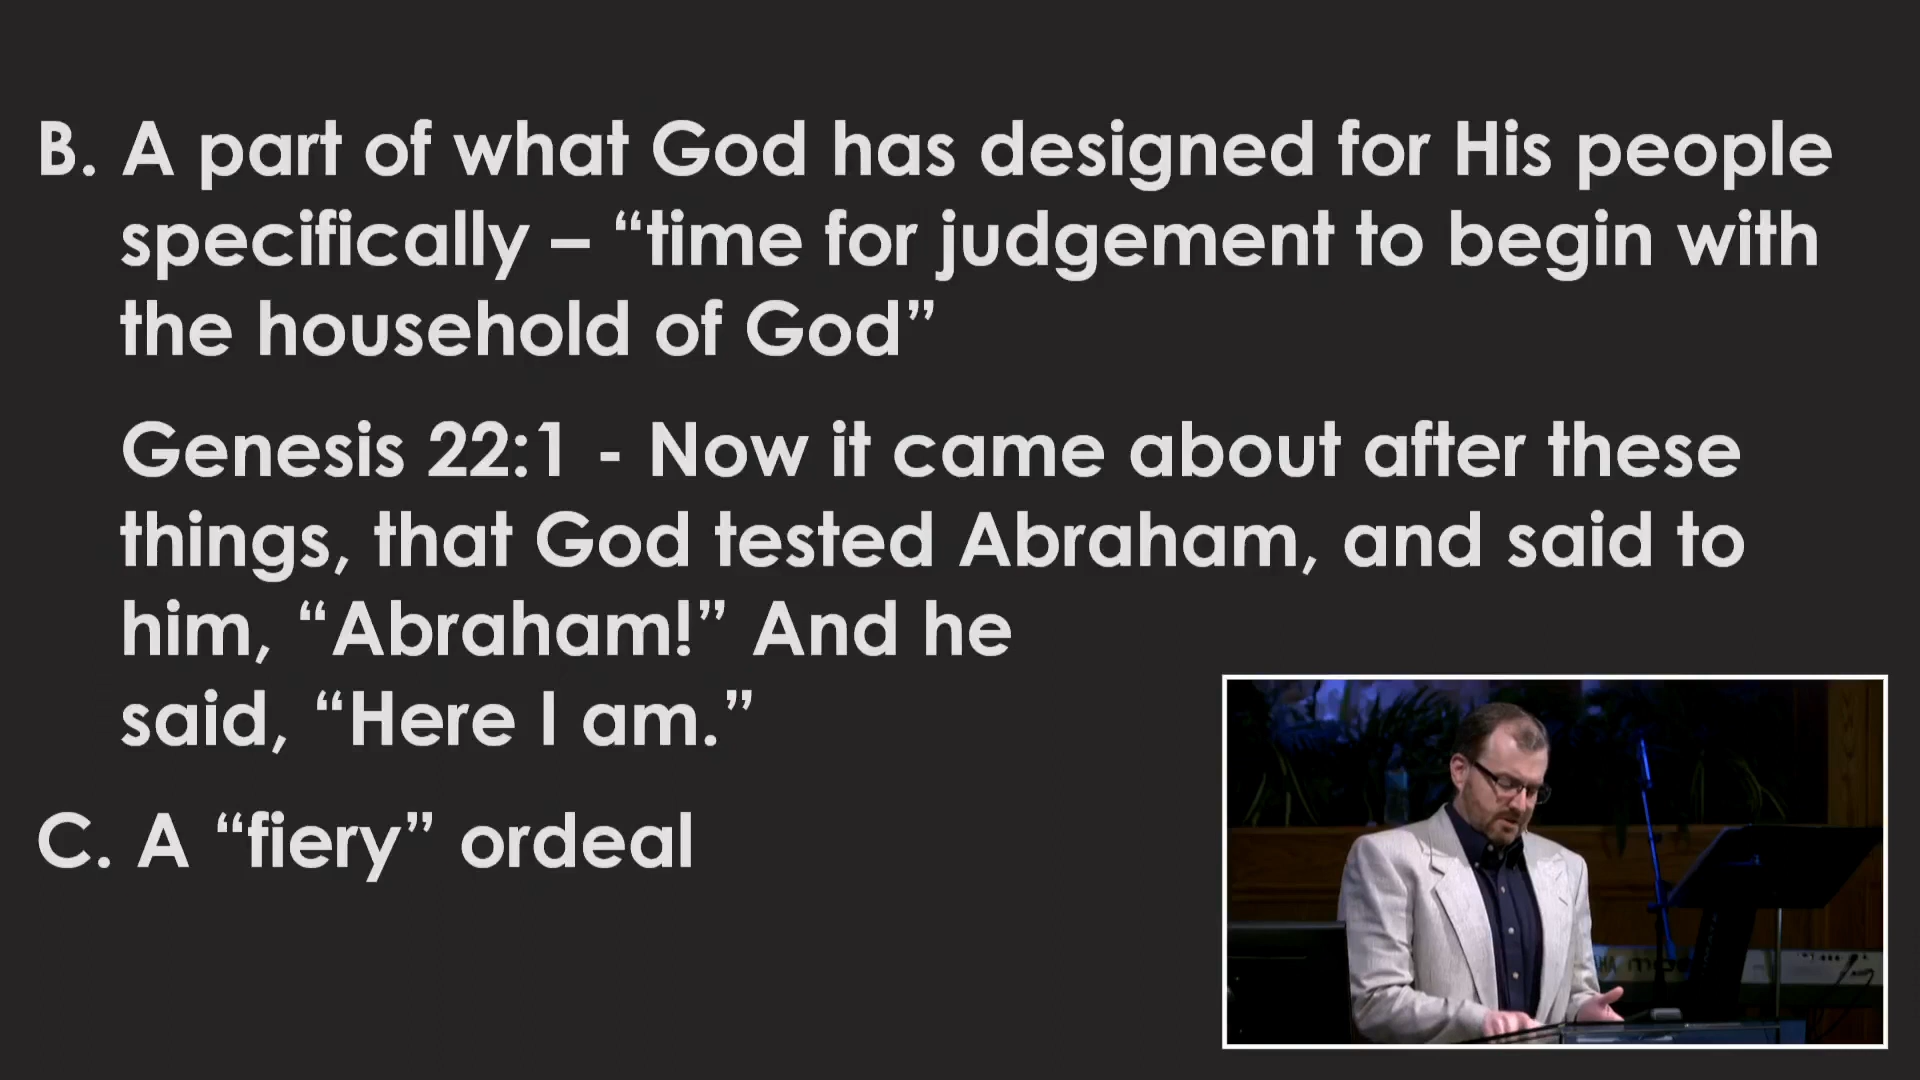 B. A part of what God has designed for His people
specifically – “time for judgement to begin with
the household of God”
Genesis 22:1 - Now it came about after these
things, that God tested Abraham, and said to
him, “Abraham!” And he
said, “Here I am.”
C. A “fiery” ordeal